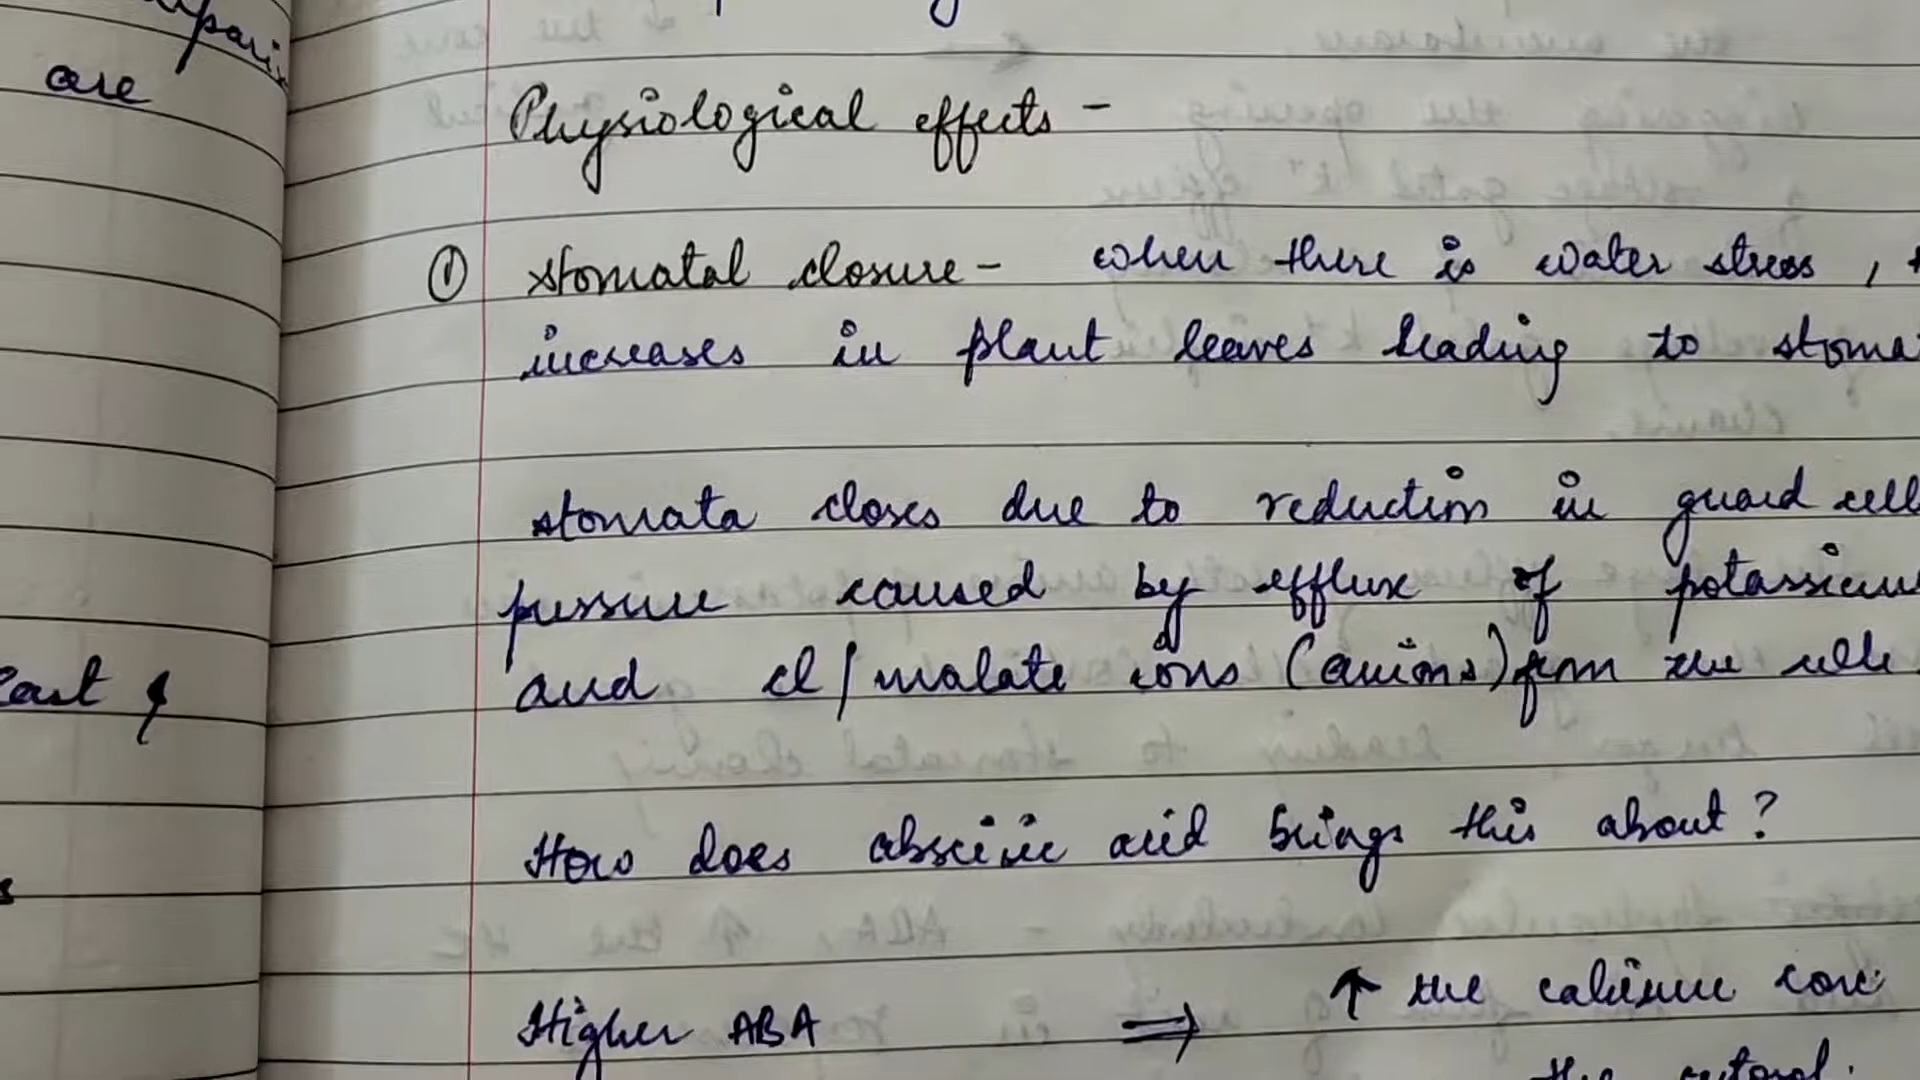 are
Physiological effects -
① stomatal closure - when there is water stress,
increases in plant leaves leading to stoma
stomata closes due to reduction in guard cell
pressure caused by efflux of potassium
and cl/malate ions (anions) from the cell
How does abscisic acid brings this about?
Higher ABA ⇒ ↑ the calcium conc
the cytosol.